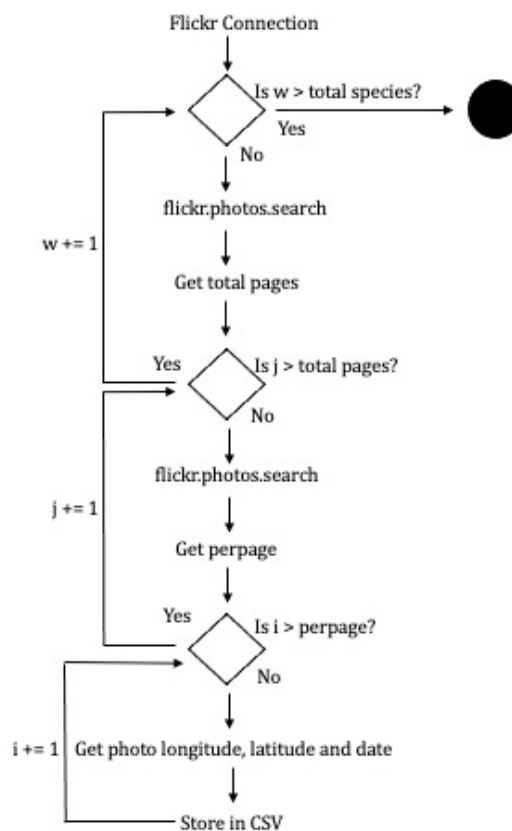 Flickr Connection
Is w > total species?
Yes
No
flickr.photos.search
w += 1
Get total pages
Yes
Is j > total pages?
No
flickr.photos.search
j += 1
Get perpage
Yes
Is i > perpage?
No
i += 1
Get photo longitude, latitude and date
Store in CSV